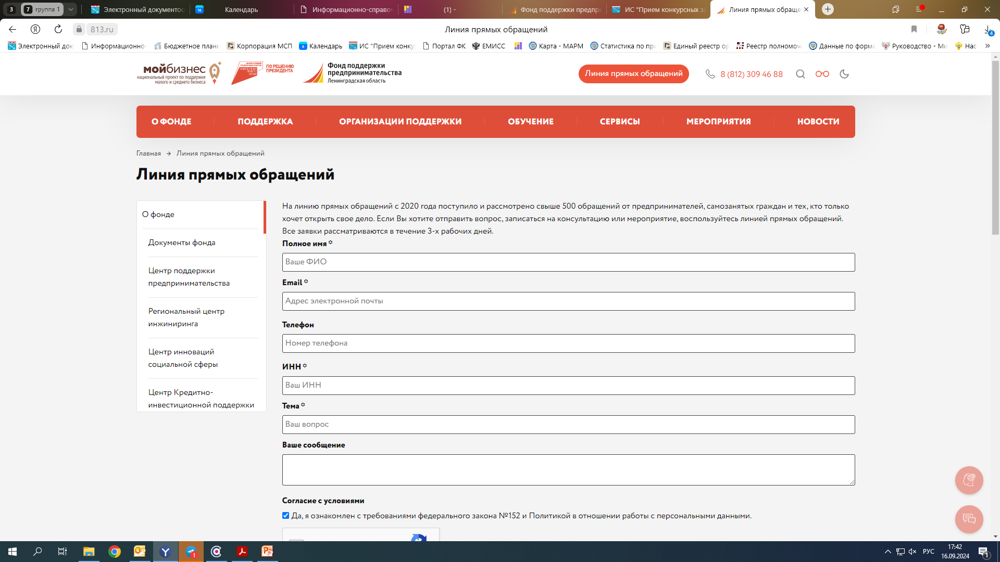 3
7 группа 1
Электронный документоо
Календарь
Информационно-справо
(1) -
Фонд поддержки предпри
ИС "Прием конкурсных за
Линия прямых обраще
813.ru
Линия прямых обращений
4
Электронный док
Информационно-
Бюджетное плани
Корпорация МСП
Календарь
ИС "Прием конку
Портал ФК
ЕМИСС
Карта - МАРМ
Статистика по пр
Единый реестр ор
Реестр полномоч
Данные по форма
Руководство - Ми
Нас
мойбизнес
национальный проект по поддержке
малого и среднего бизнеса
ПО РЕШЕНИЮ
ПРЕЗИДЕНТА
Фонд поддержки
предпринимательства
Ленинградская область
Линия прямых обращений
8 (812) 309 46 88
О ФОНДЕ
ПОДДЕРЖКА
ОРГАНИЗАЦИИ ПОДДЕРЖКИ
ОБУЧЕНИЕ
СЕРВИСЫ
МЕРОПРИЯТИЯ
НОВОСТИ
Главная → Линия прямых обращений
Линия прямых обращений
О фонде
Документы фонда
Центр поддержки
предпринимательства
Региональный центр
инжиниринга
Центр инноваций
социальной сферы
Центр Кредитно-
инвестиционной поддержки
На линию прямых обращений с 2020 года поступило и рассмотрено свыше 500 обращений от предпринимателей, самозанятых граждан и тех, кто только
хочет открыть свое дело. Если Вы хотите отправить вопрос, записаться на консультацию или мероприятие, воспользуйтесь линией прямых обращений.
Все заявки рассматриваются в течение 3-х рабочих дней.
Полное имя *
Ваше ФИО
Email *
Адрес электронной почты
Телефон
Номер телефона
ИНН *
Ваш ИНН
Тема *
Ваш вопрос
Ваше сообщение
Согласие с условиями
Да, я ознакомлен с требованиями федерального закона №152 и Политикой в отношении работы с персональными данными.
1
РУС
17:42
16.09.2024
1